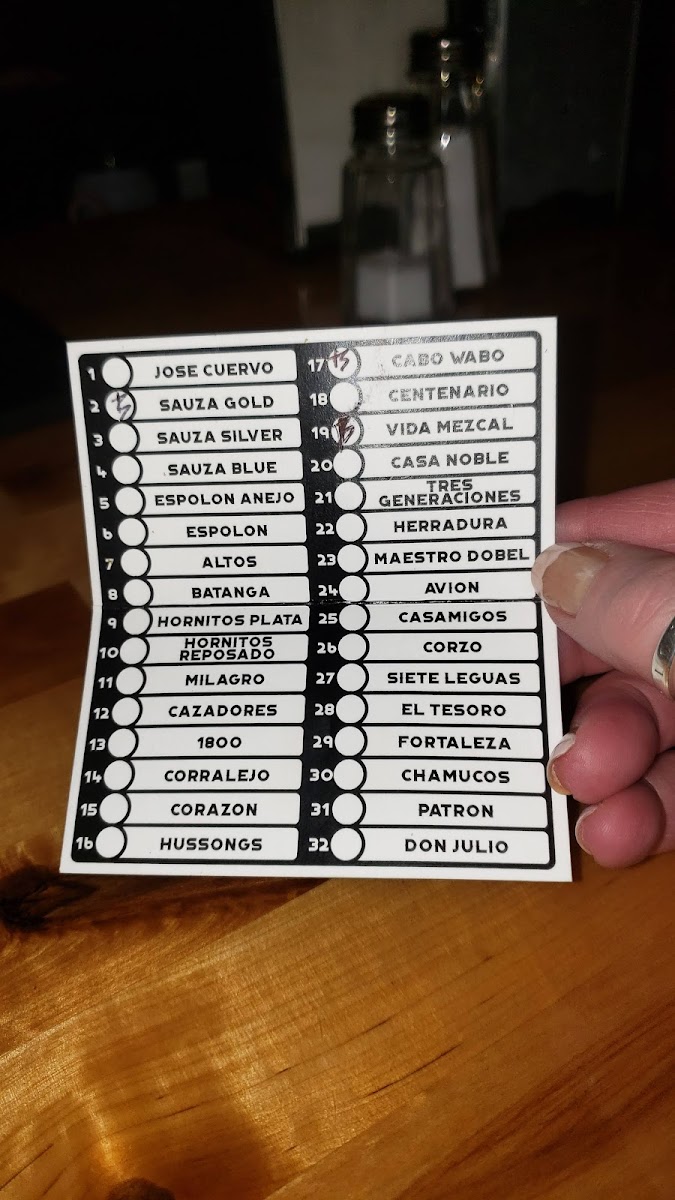 1 JOSE CUERVO
2 ts SAUZA GOLD
3 SAUZA SILVER
4 SAUZA BLUE
5 ESPOLON ANEJO
6 ESPOLON
7 ALTOS
8 BATANGA
9 HORNITOS PLATA
10 HORNITOS
REPOSADO
11 MILAGRO
12 CAZADORES
13 1800
14 CORRALEJO
15 CORAZON
16 HUSSONGS
17 ts CABO WABO
18 CENTENARIO
19 ts VIDA MEZCAL
20 CASA NOBLE
21 TRES
GENERACIONES
22 HERRADURA
23 MAESTRO DOBEL
24 AVION
25 CASAMIGOS
26 CORZO
27 SIETE LEGUAS
28 EL TESORO
29 FORTALEZA
30 CHAMUCOS
31 PATRON
32 DON JULIO